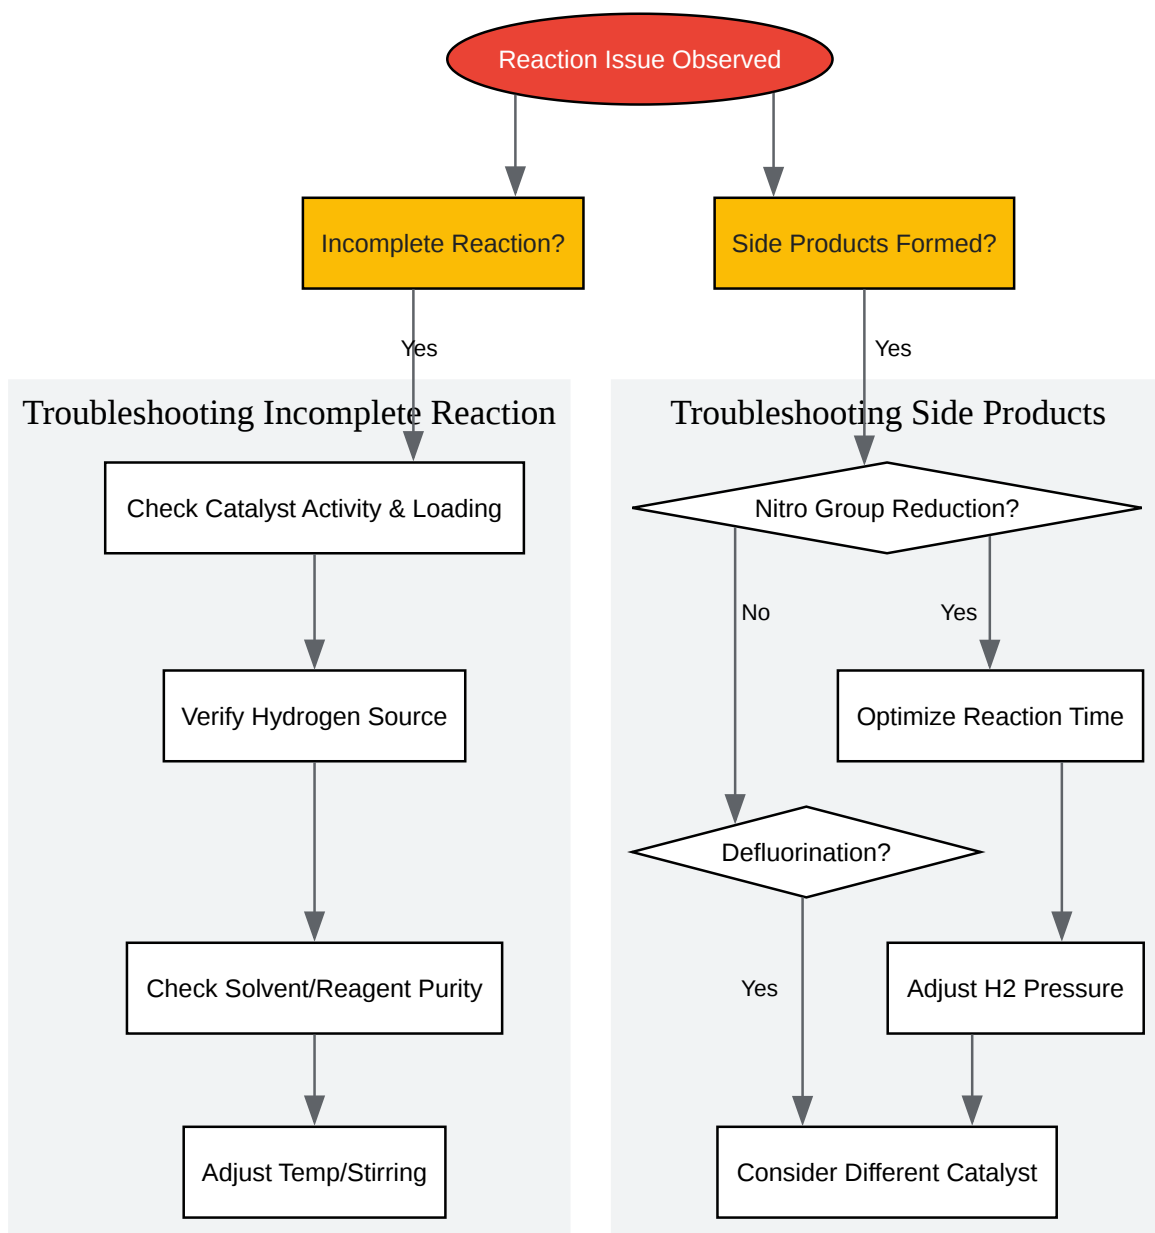 Reaction Issue Observed
Incomplete Reaction?
Side Products Formed?
Yes
Yes
Troubleshooting Incomplete Reaction
Troubleshooting Side Products
Check Catalyst Activity & Loading
Nitro Group Reduction?
No
Yes
Verify Hydrogen Source
Optimize Reaction Time
Defluorination?
Check Solvent/Reagent Purity
Yes
Adjust H2 Pressure
Adjust Temp/Stirring
Consider Different Catalyst